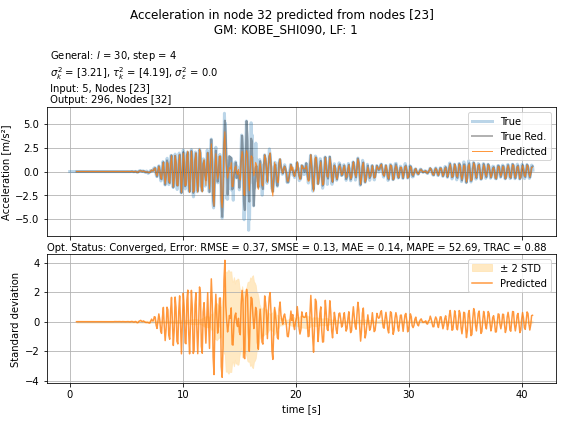 Acceleration in node 32 predicted from nodes [23]
GM: KOBE_SHI090, LF: 1
General: l = 30, step = 4
σ²ₖ = [3.21], τ²ₖ = [4.19], σ²ₑ = 0.0
Input: 5, Nodes [23]
Output: 296, Nodes [32]
Acceleration [m/s²]
5.0
2.5
0.0
−2.5
−5.0
True
True Red.
Predicted
Opt. Status: Converged, Error: RMSE = 0.37, SMSE = 0.13, MAE = 0.14, MAPE = 52.69, TRAC = 0.88
Standard deviation
4
2
0
−2
−4
± 2 STD
Predicted
0
10
20
30
40
time [s]